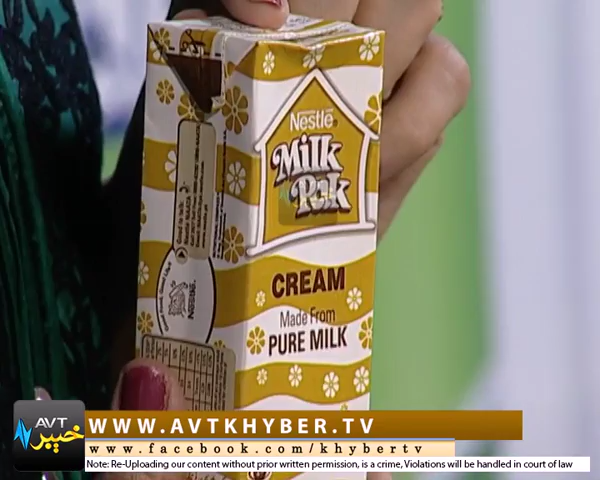 Nestlé
Milk
Pak
CREAM
Made From
PURE MILK
Nestlé
AVT
خیبر
WWW.AVTKHYBER.TV
www.facebook.com/khybertv
Note: Re-Uploading our content without prior written permission, is a crime, Violations will be handled in court of law